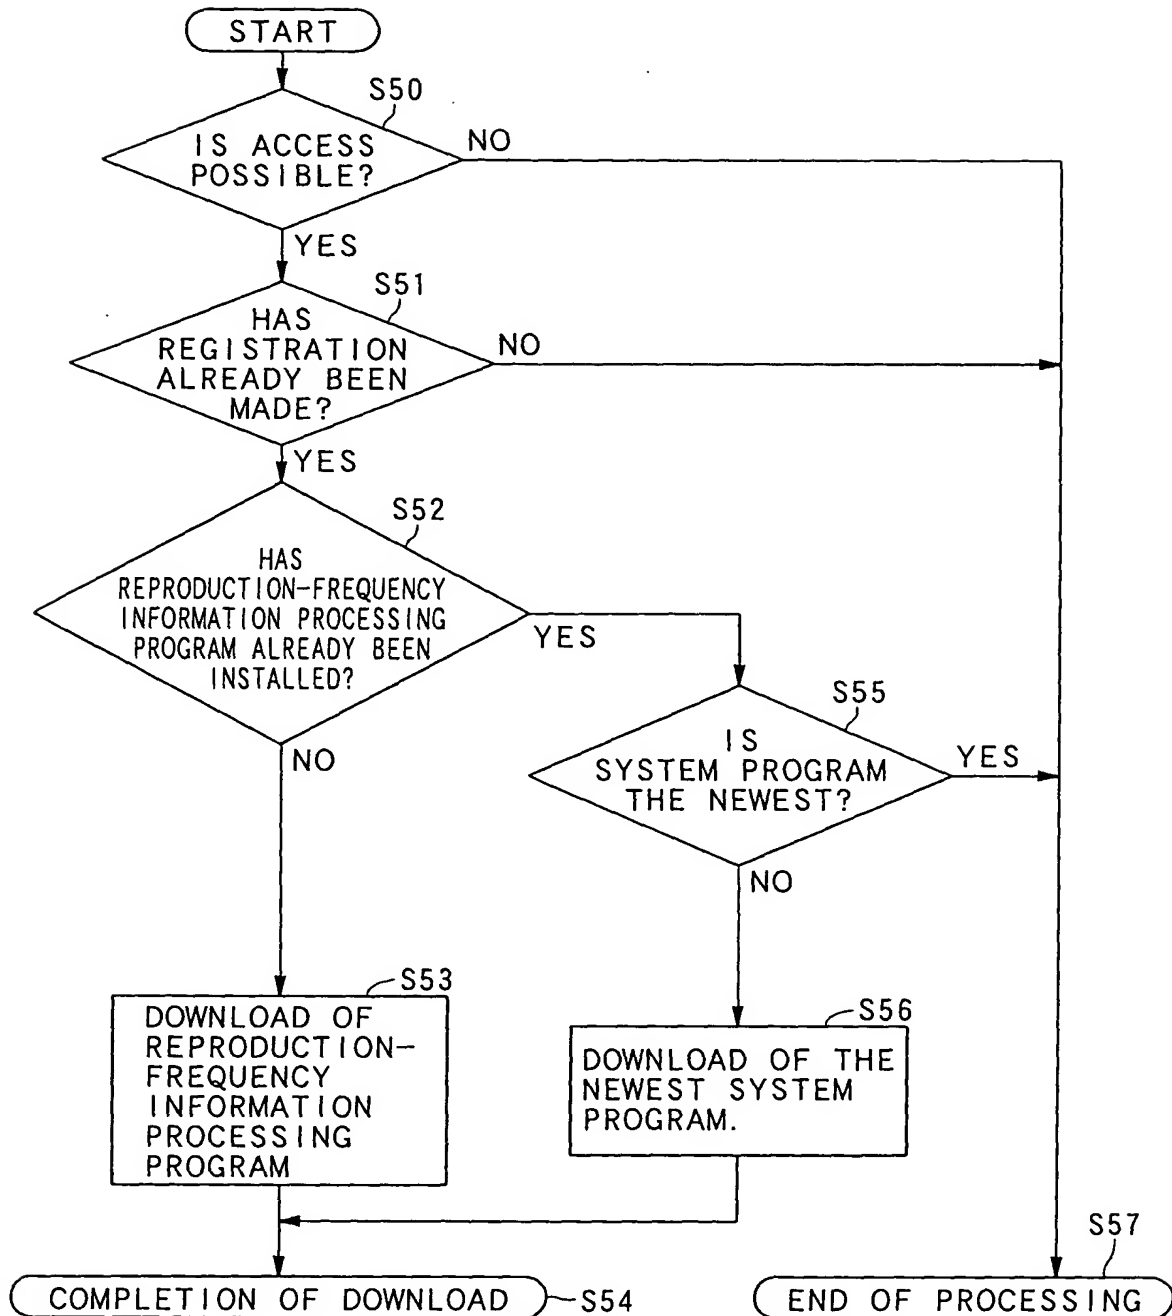 START
S50
IS ACCESS
POSSIBLE?
NO
YES
S51
HAS
REGISTRATION
ALREADY BEEN
MADE?
NO
YES
S52
HAS
REPRODUCTION-FREQUENCY
INFORMATION PROCESSING
PROGRAM ALREADY BEEN
INSTALLED?
YES
NO
S55
IS
SYSTEM PROGRAM
THE NEWEST?
YES
NO
S53
DOWNLOAD OF
REPRODUCTION-
FREQUENCY
INFORMATION
PROCESSING
PROGRAM
S56
DOWNLOAD OF THE
NEWEST SYSTEM
PROGRAM.
COMPLETION OF DOWNLOAD
S54
S57
END OF PROCESSING